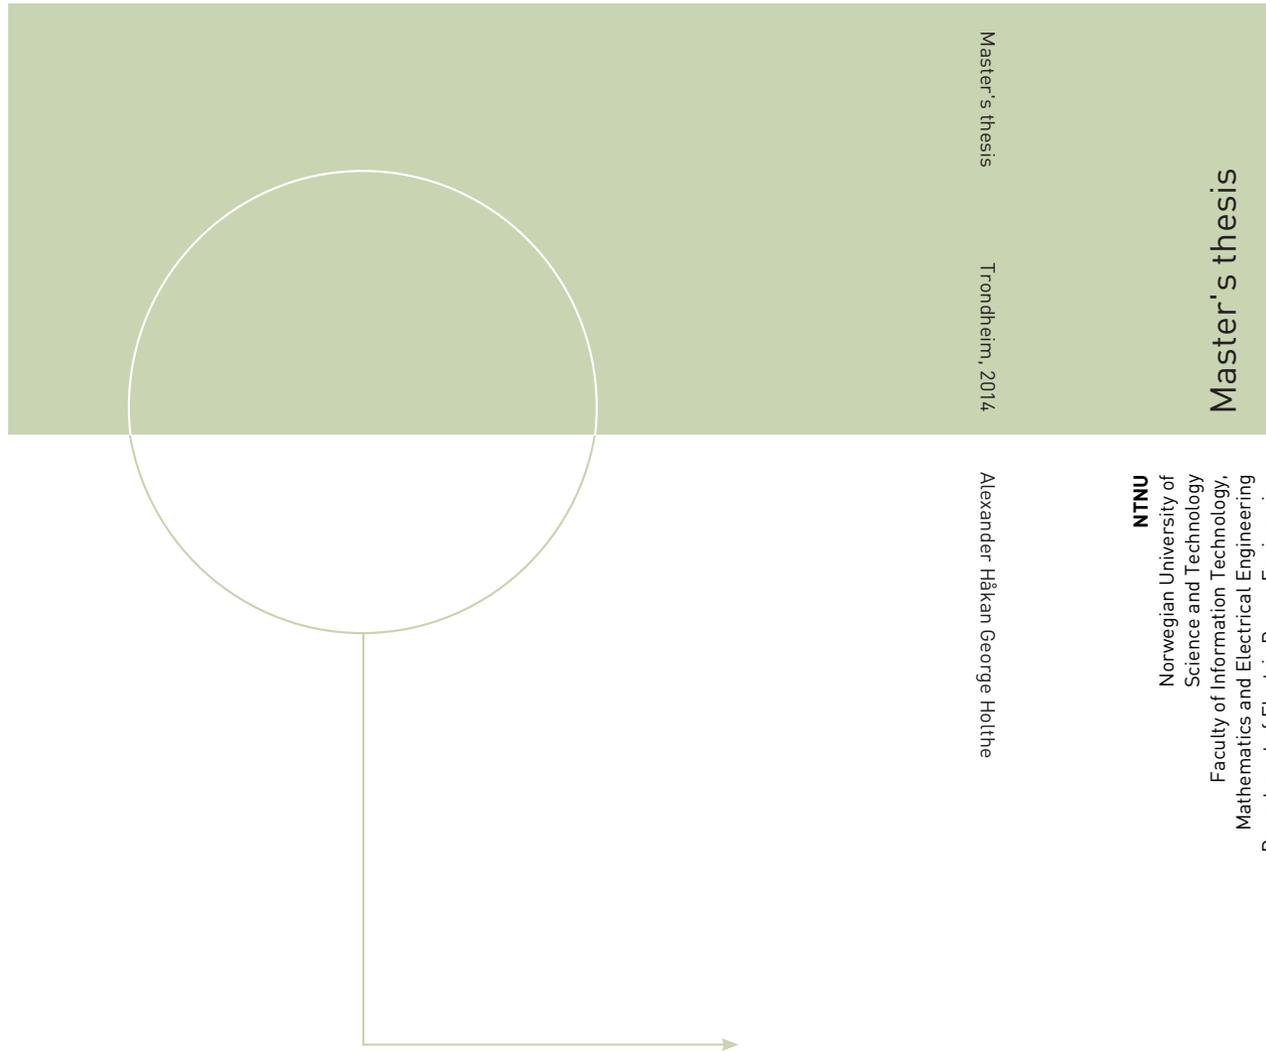 Master's thesis
Trondheim, 2014
Alexander Håkan George Holthe
Master's thesis
NTNU
Norwegian University of
Science and Technology
Faculty of Information Technology,
Mathematics and Electrical Engineering